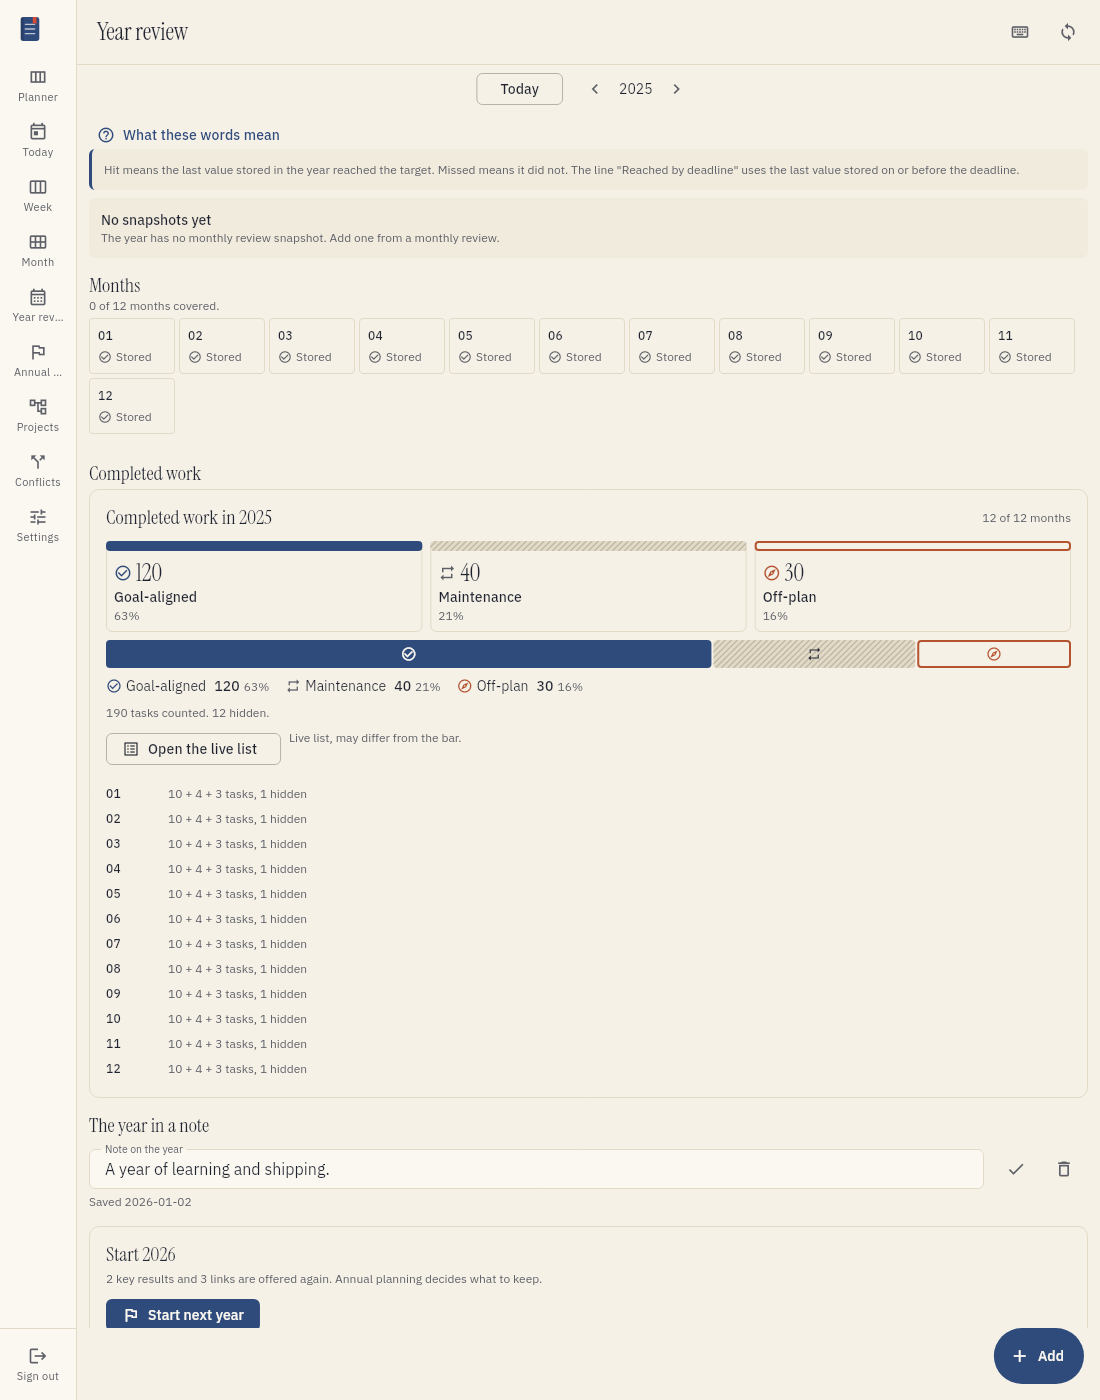 Year review
Planner
Today
Week
Month
Year rev...
Annual ...
Projects
Conflicts
Settings
Sign out
Today
2025
What these words mean
Hit means the last value stored in the year reached the target. Missed means it did not. The line "Reached by deadline" uses the last value stored on or before the deadline.
No snapshots yet
The year has no monthly review snapshot. Add one from a monthly review.
Months
0 of 12 months covered.
01 02 03 04 05 06 07 08 09 10 11
Stored Stored Stored Stored Stored Stored Stored Stored Stored Stored Stored
12
Stored
Completed work
Completed work in 2025 12 of 12 months
120 40 30
Goal-aligned Maintenance Off-plan
63% 21% 16%
Goal-aligned 120 63% Maintenance 40 21% Off-plan 30 16%
190 tasks counted. 12 hidden.
Open the live list Live list, may differ from the bar.
01 10 + 4 + 3 tasks, 1 hidden
02 10 + 4 + 3 tasks, 1 hidden
03 10 + 4 + 3 tasks, 1 hidden
04 10 + 4 + 3 tasks, 1 hidden
05 10 + 4 + 3 tasks, 1 hidden
06 10 + 4 + 3 tasks, 1 hidden
07 10 + 4 + 3 tasks, 1 hidden
08 10 + 4 + 3 tasks, 1 hidden
09 10 + 4 + 3 tasks, 1 hidden
10 10 + 4 + 3 tasks, 1 hidden
11 10 + 4 + 3 tasks, 1 hidden
12 10 + 4 + 3 tasks, 1 hidden
The year in a note
Note on the year
A year of learning and shipping.
Saved 2026-01-02
Start 2026
2 key results and 3 links are offered again. Annual planning decides what to keep.
Start next year
Add